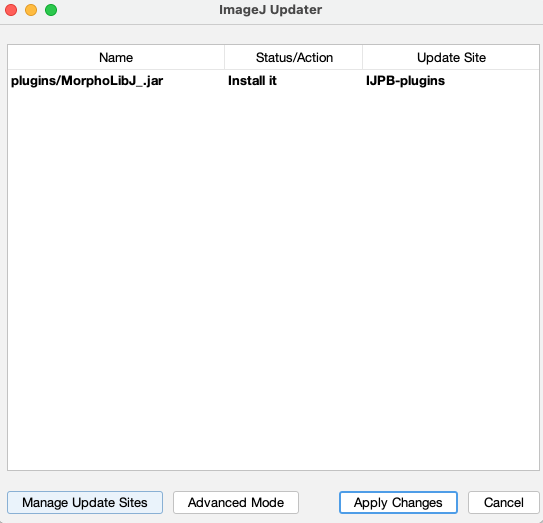 ImageJ Updater
Name Status/Action Update Site
plugins/MorphoLibJ_.jar Install it IJPB-plugins
Manage Update Sites Advanced Mode Apply Changes Cancel